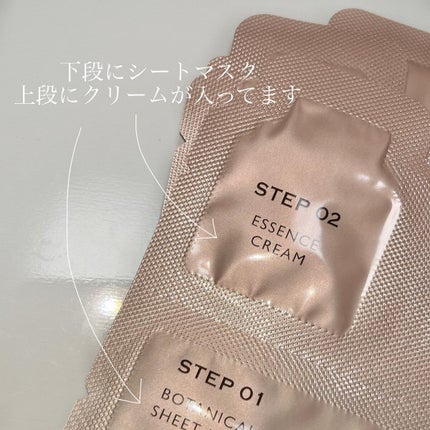 下段にシートマスク
上段にクリームが入ってます
STEP 02
ESSENCE
CREAM
STEP 01
BOTANICAL
SHEET